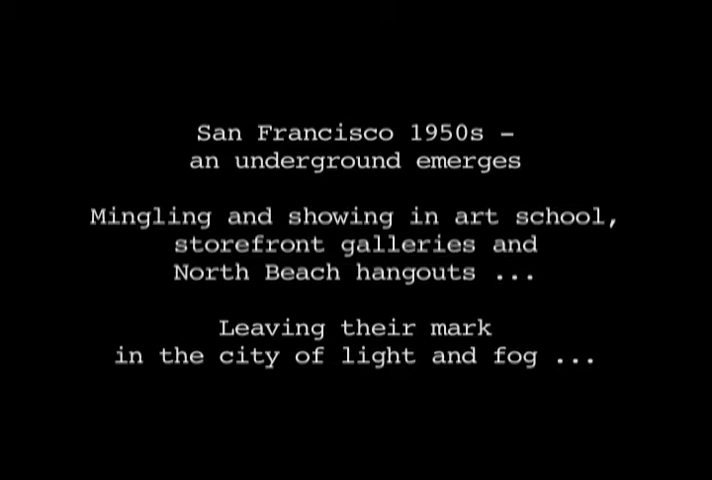 San Francisco 1950s –
an underground emerges
Mingling and showing in art school,
storefront galleries and
North Beach hangouts ...
Leaving their mark
in the city of light and fog ...